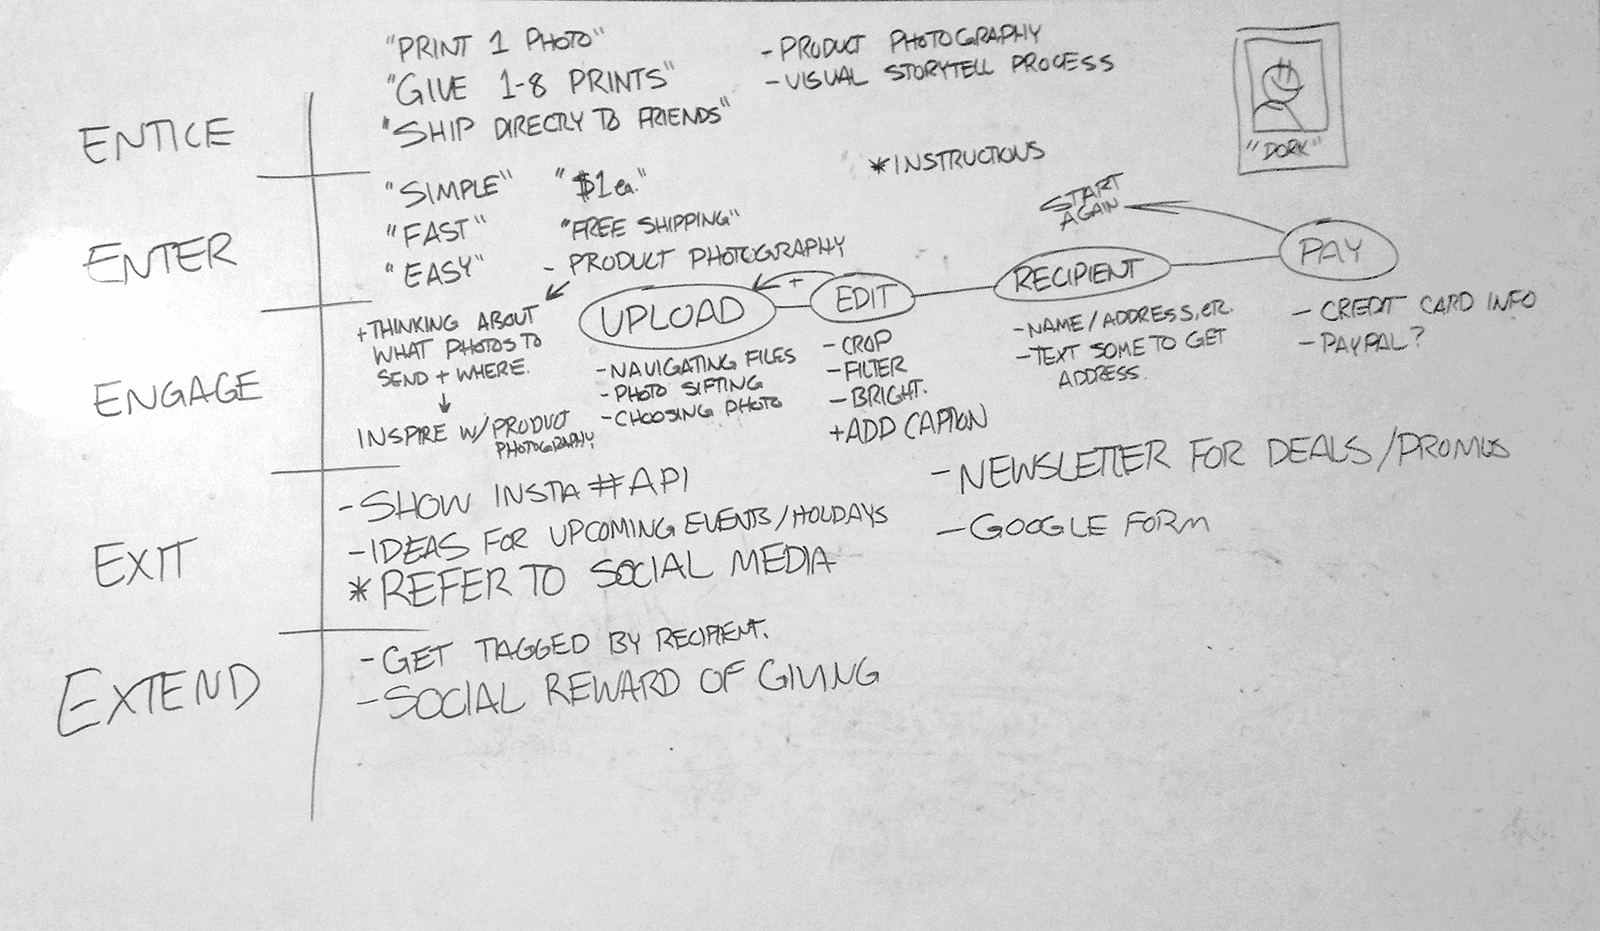 ENTICE
"PRINT 1 PHOTO"
"GIVE 1-8 PRINTS"
"SHIP DIRECTLY TO FRIENDS"
- PRODUCT PHOTOGRAPHY
- VISUAL STORYTELL PROCESS
"DORK"
ENTER
"SIMPLE" "$1 ea."
"FAST" "FREE SHIPPING"
"EASY" - PRODUCT PHOTOGRAPHY
*INSTRUCTIONS
START
AGAIN
ENGAGE
+THINKING ABOUT
WHAT PHOTOS TO
SEND + WHERE.
INSPIRE W/PRODUCT
PHOTOGRAPHY
UPLOAD
- NAVIGATING FILES
- PHOTO SIFTING
- CHOOSING PHOTO
+
EDIT
- CROP
- FILTER
- BRIGHT.
+ADD CAPTION
RECIPIENT
- NAME/ADDRESS, ETC.
- TEXT SOME TO GET
ADDRESS.
PAY
- CREDIT CARD INFO
- PAYPAL?
EXIT
- SHOW INSTA # API
- IDEAS FOR UPCOMING EVENTS/HOLIDAYS
* REFER TO SOCIAL MEDIA
- NEWSLETTER FOR DEALS/PROMOS
- GOOGLE FORM
EXTEND
- GET TAGGED BY RECIPIENT.
- SOCIAL REWARD OF GIVING